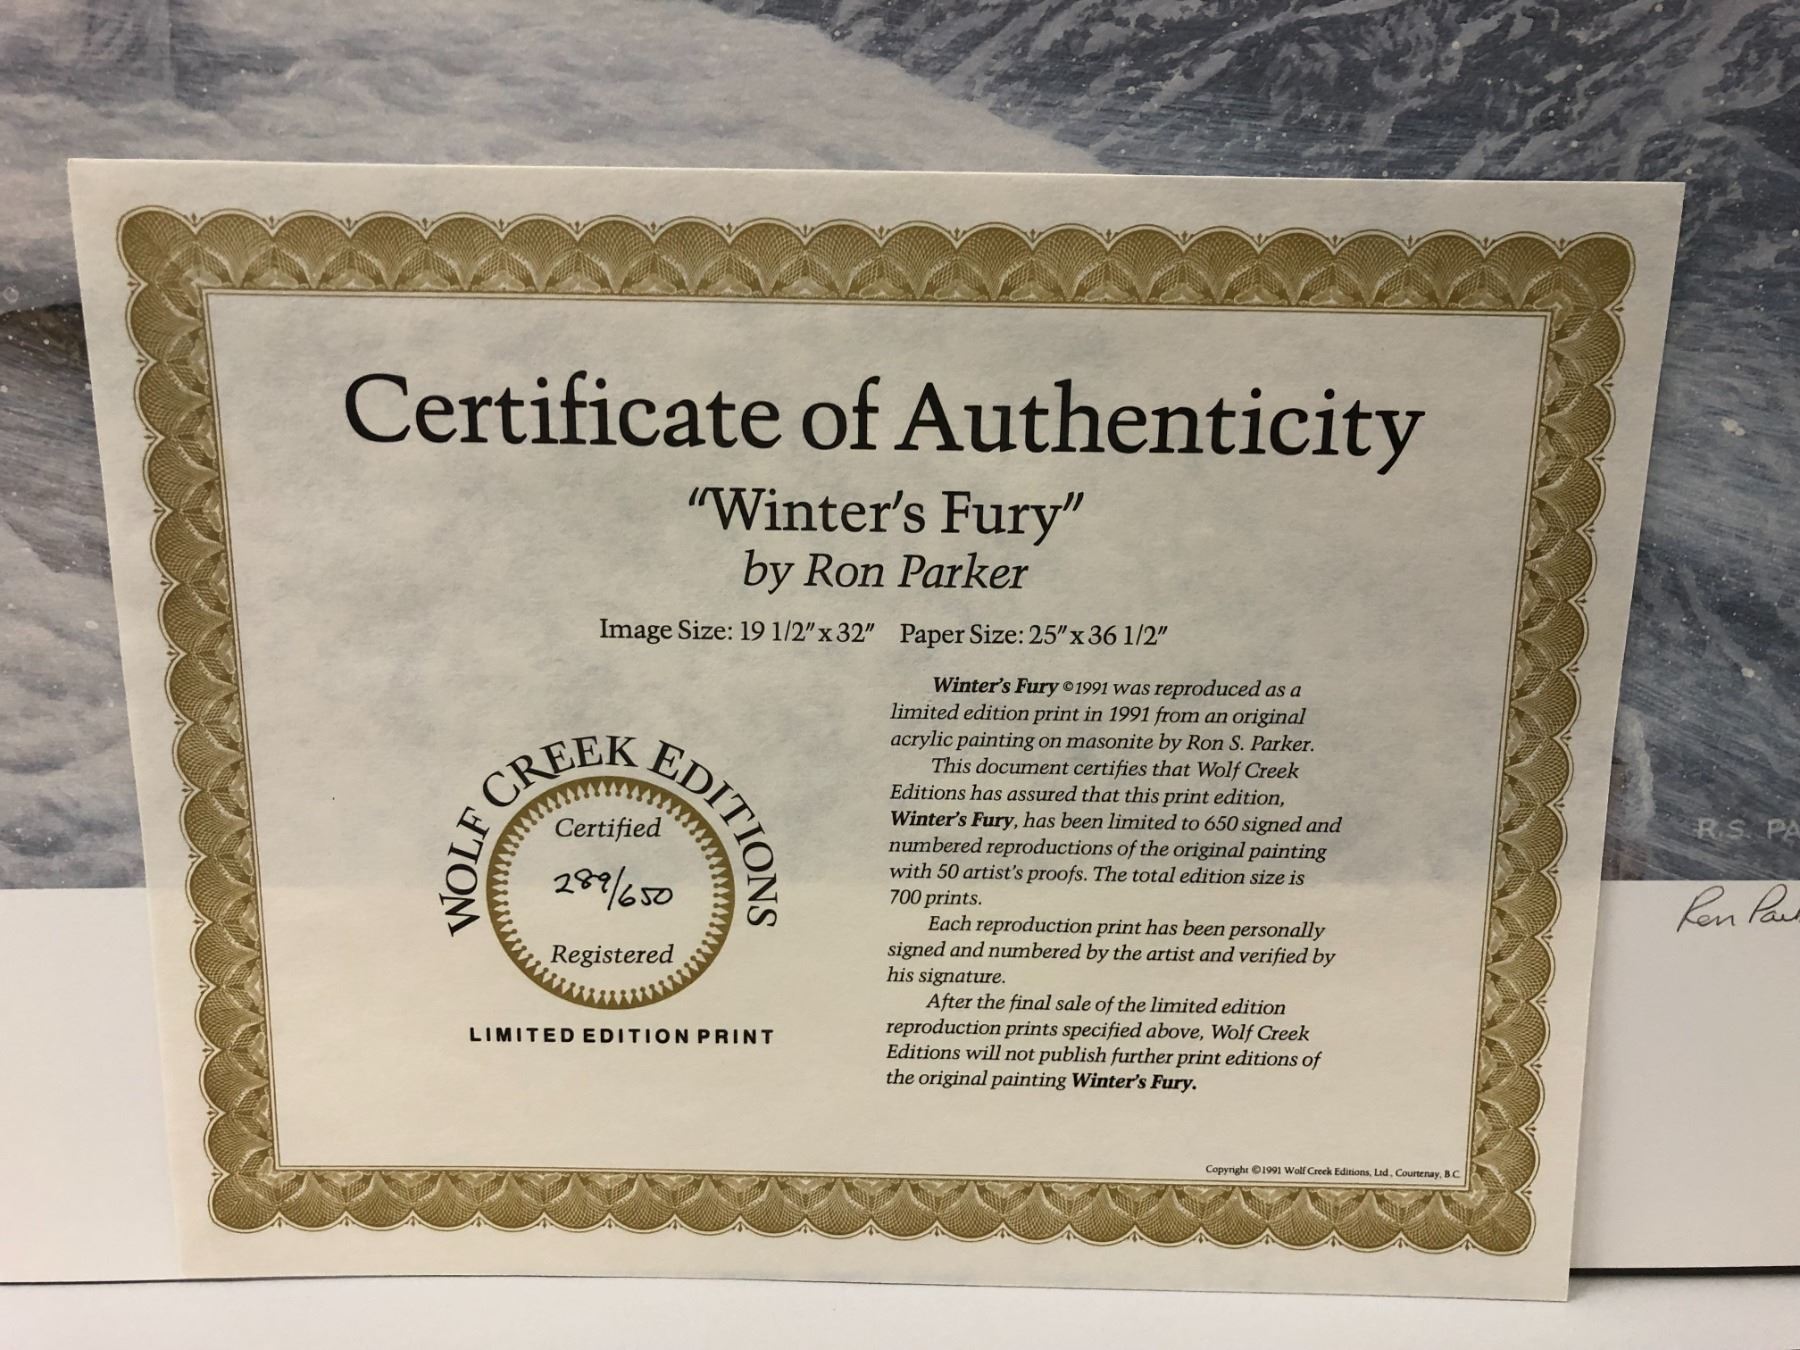 Certificate of Authenticity
"Winter's Fury"
by Ron Parker
Image Size: 19 1/2" x 32" Paper Size: 25" x 36 1/2"
WOLF CREEK EDITIONS
Certified
289/650
Registered
LIMITED EDITION PRINT
Winter's Fury ©1991 was reproduced as a
limited edition print in 1991 from an original
acrylic painting on masonite by Ron S. Parker.
This document certifies that Wolf Creek
Editions has assured that this print edition,
Winter's Fury, has been limited to 650 signed and
numbered reproductions of the original painting
with 50 artist's proofs. The total edition size is
700 prints.
Each reproduction print has been personally
signed and numbered by the artist and verified by
his signature.
After the final sale of the limited edition
reproduction prints specified above, Wolf Creek
Editions will not publish further print editions of
the original painting Winter's Fury.
Copyright ©1991 Wolf Creek Editions, Ltd., Courtenay, B.C.
R.S. PA
Ron Par